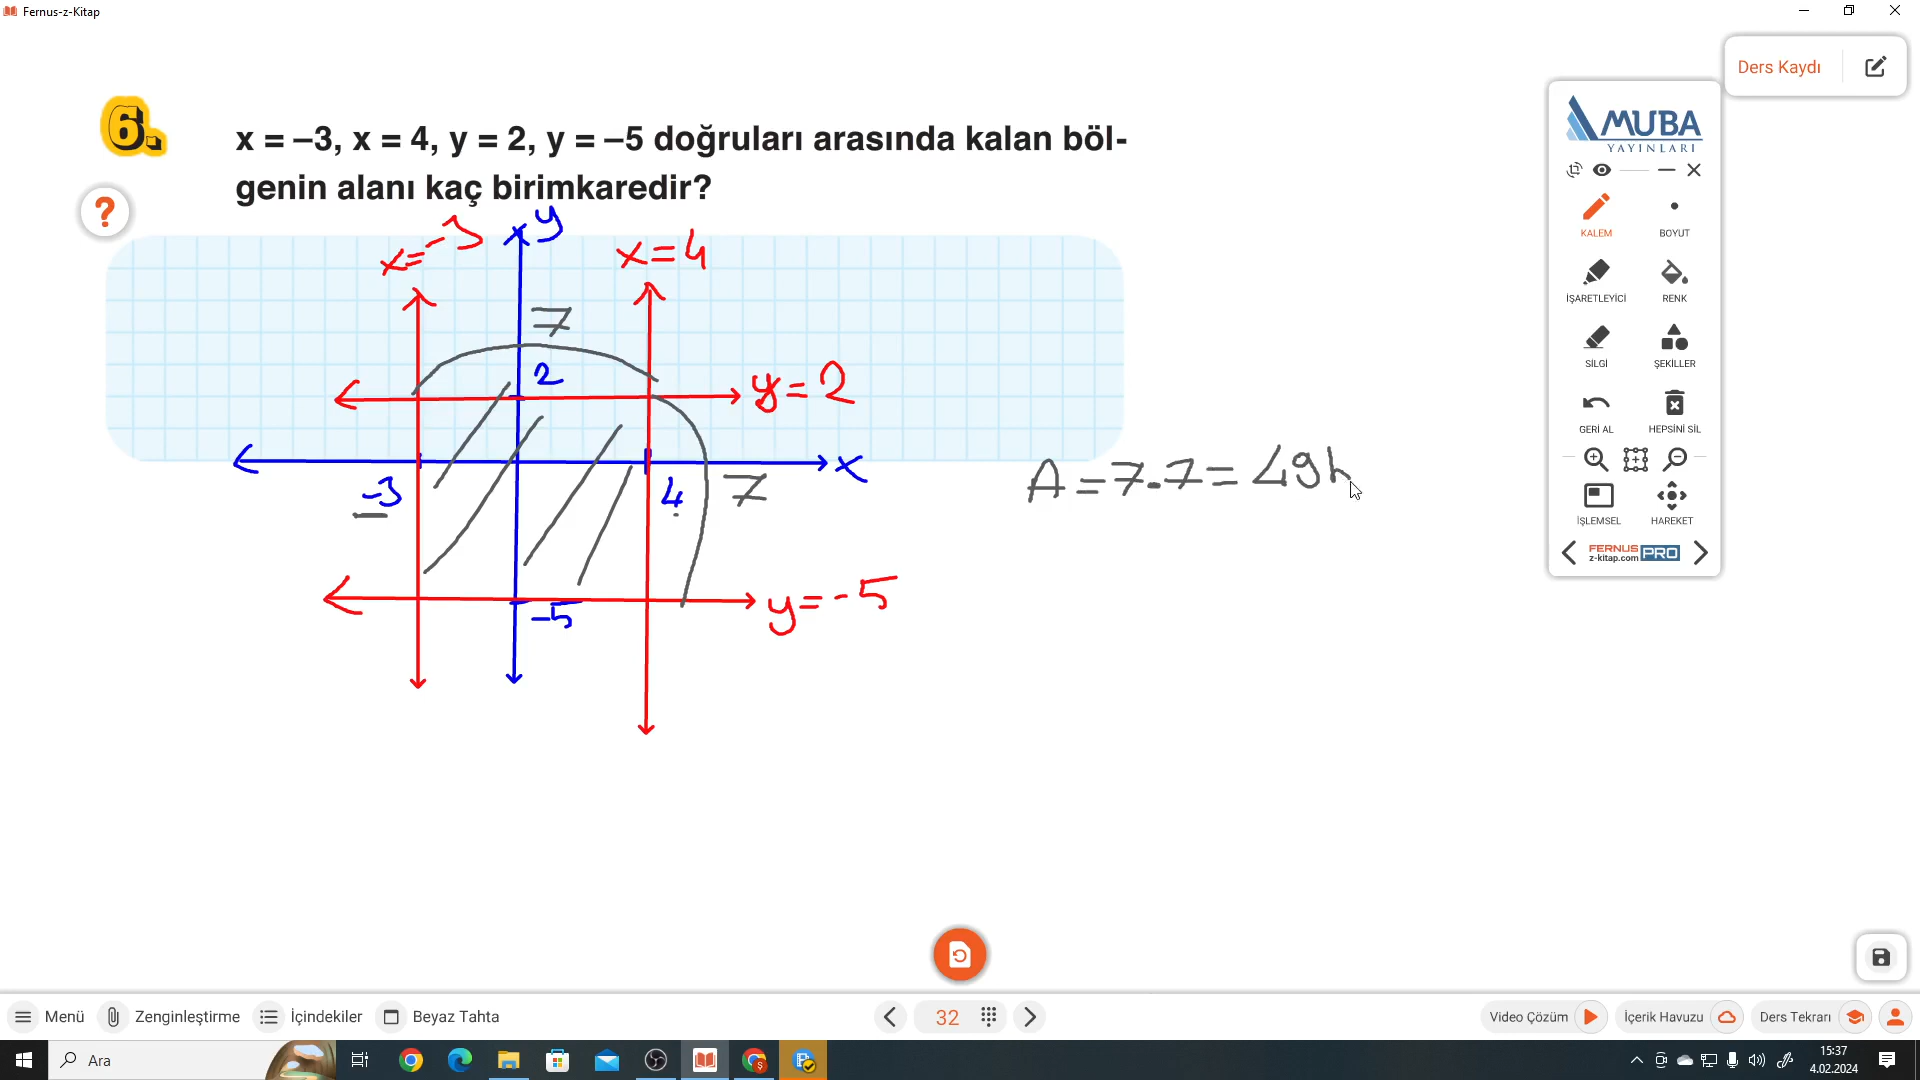 Fernus-z-Kitap
Ders Kaydı
6.
x = –3, x = 4, y = 2, y = –5 doğruları arasında kalan böl-
genin alanı kaç birimkaredir?
?
x=-3
y
x=4
7
2
y=2
x
-3
4
7
A=7.7=49
-5
y=-5
MUBA
YAYINLARI
KALEM
BOYUT
İŞARETLEYİCİ
RENK
SİLGİ
ŞEKİLLER
GERİ AL
HEPSİNİ SİL
İŞLEMSEL
HAREKET
FERNUS PRO
z-kitap.com
Menü
Zenginleştirme
İçindekiler
Beyaz Tahta
32
Video Çözüm
İçerik Havuzu
Ders Tekrarı
Ara
15:37
4.02.2024